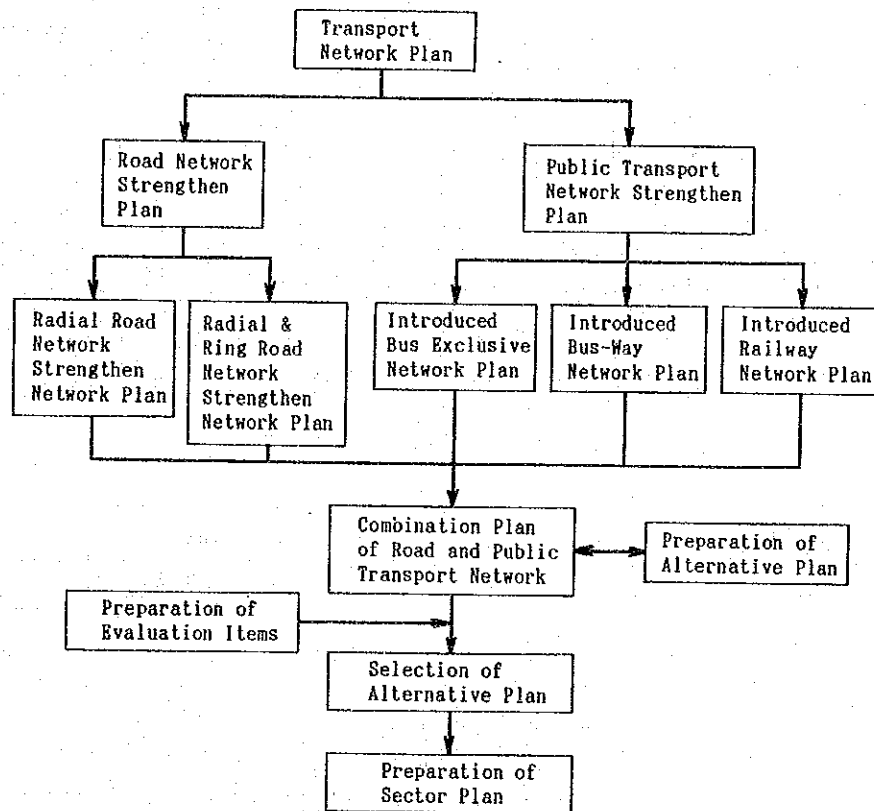 Transport
Network Plan
Road Network
Strengthen
Plan
Public Transport
Network Strengthen
Plan
Radial Road
Network
Strengthen
Network Plan
Radial &
Ring Road
Network
Strengthen
Network Plan
Introduced
Bus Exclusive
Network Plan
Introduced
Bus-Way
Network Plan
Introduced
Railway
Network Plan
Combination Plan
of Road and Public
Transport Network
Preparation of
Alternative Plan
Preparation of
Evaluation Items
Selection of
Alternative Plan
Preparation of
Sector Plan